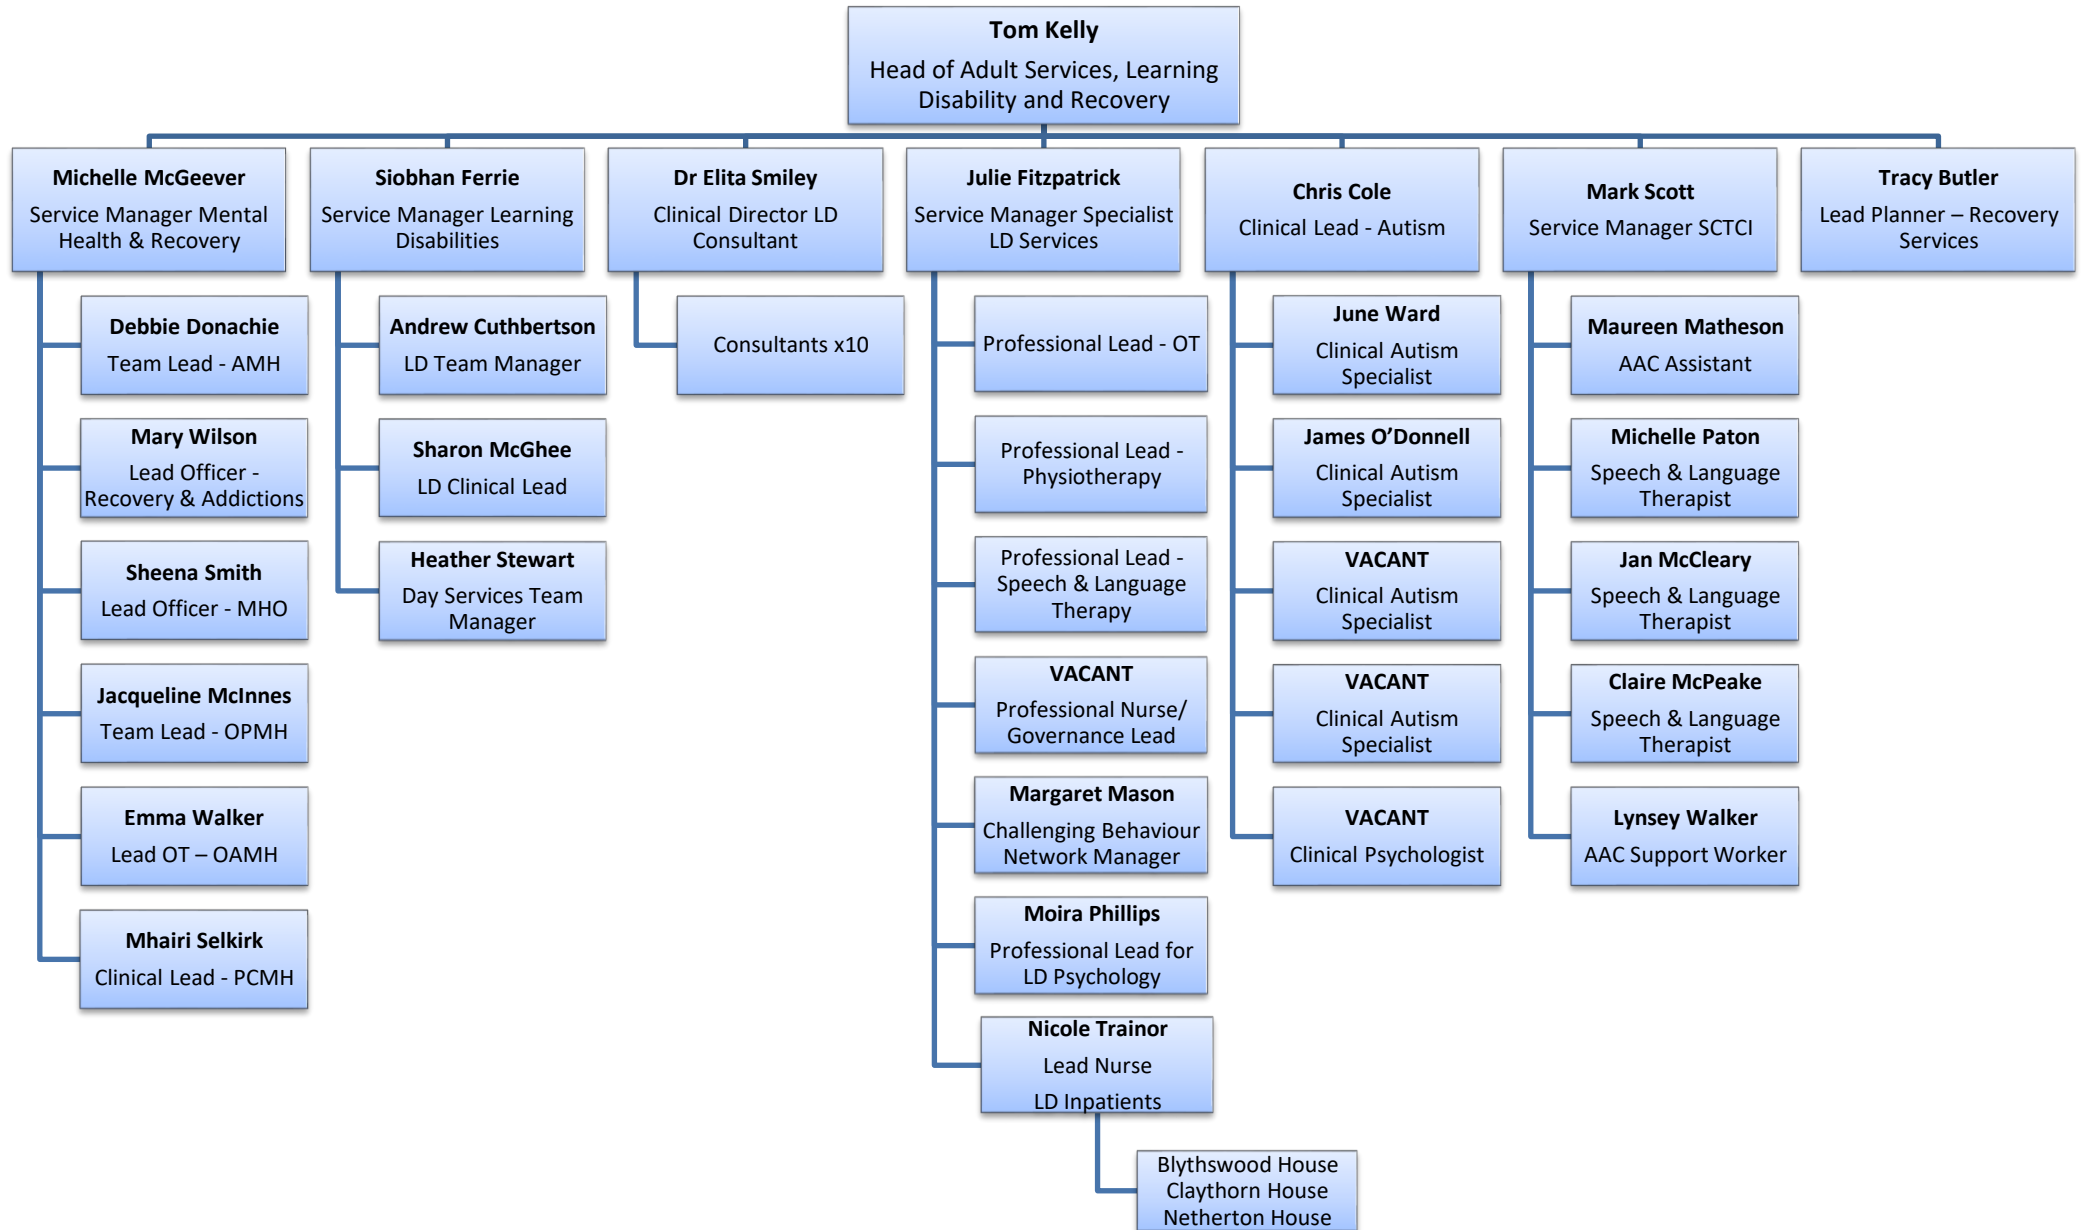 Tom Kelly
Head of Adult Services, Learning
Disability and Recovery
Michelle McGeever
Service Manager Mental
Health & Recovery
Siobhan Ferrie
Service Manager Learning
Disabilities
Dr Elita Smiley
Clinical Director LD
Consultant
Julie Fitzpatrick
Service Manager Specialist
LD Services
Chris Cole
Clinical Lead - Autism
Mark Scott
Service Manager SCTCI
Tracy Butler
Lead Planner – Recovery
Services
Debbie Donachie
Team Lead - AMH
Mary Wilson
Lead Officer -
Recovery & Addictions
Sheena Smith
Lead Officer - MHO
Jacqueline McInnes
Team Lead - OPMH
Emma Walker
Lead OT – OAMH
Mhairi Selkirk
Clinical Lead - PCMH
Andrew Cuthbertson
LD Team Manager
Sharon McGhee
LD Clinical Lead
Heather Stewart
Day Services Team
Manager
Consultants x10
Professional Lead - OT
Professional Lead -
Physiotherapy
Professional Lead -
Speech & Language
Therapy
VACANT
Professional Nurse/
Governance Lead
Margaret Mason
Challenging Behaviour
Network Manager
Moira Phillips
Professional Lead for
LD Psychology
Nicole Trainor
Lead Nurse
LD Inpatients
Blythswood House
Claythorn House
Netherton House
June Ward
Clinical Autism
Specialist
James O’Donnell
Clinical Autism
Specialist
VACANT
Clinical Autism
Specialist
VACANT
Clinical Autism
Specialist
VACANT
Clinical Psychologist
Maureen Matheson
AAC Assistant
Michelle Paton
Speech & Language
Therapist
Jan McCleary
Speech & Language
Therapist
Claire McPeake
Speech & Language
Therapist
Lynsey Walker
AAC Support Worker